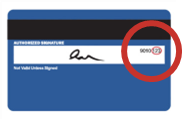 AUTHORIZED SIGNATURE
Not Valid Unless Signed